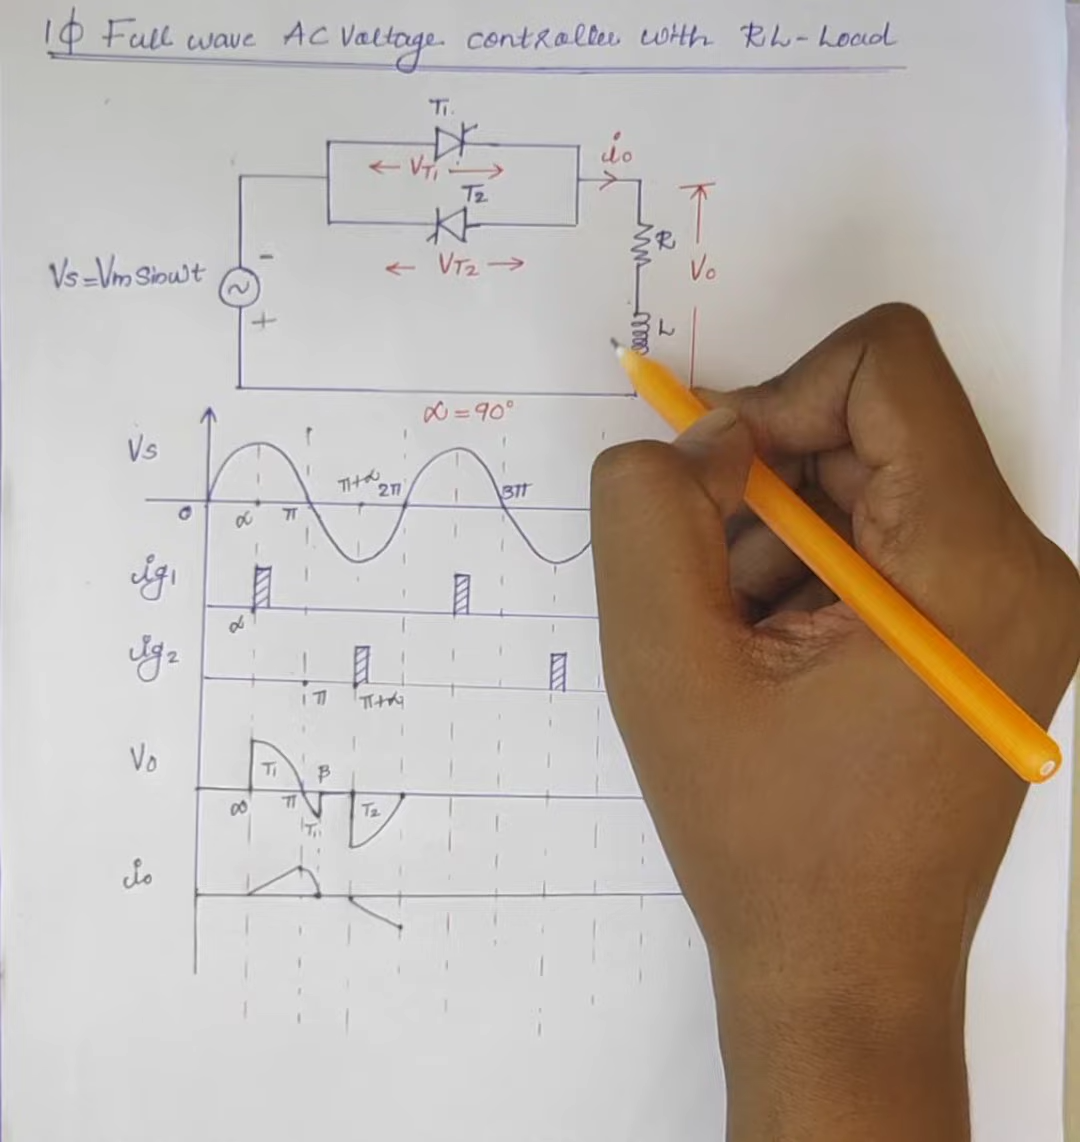 1ϕ Full wave AC Voltage controller with RL-Load
T1
← VT1 →
io
T2
R
← VT2 →
Vo
-
Vs=Vm Sinωt
~
+
L
α = 90°
Vs
π+α
2π
3π
0
α
π
ig1
α
ig2
π
π+α
Vo
T1
β
α
π
T2
T1
io